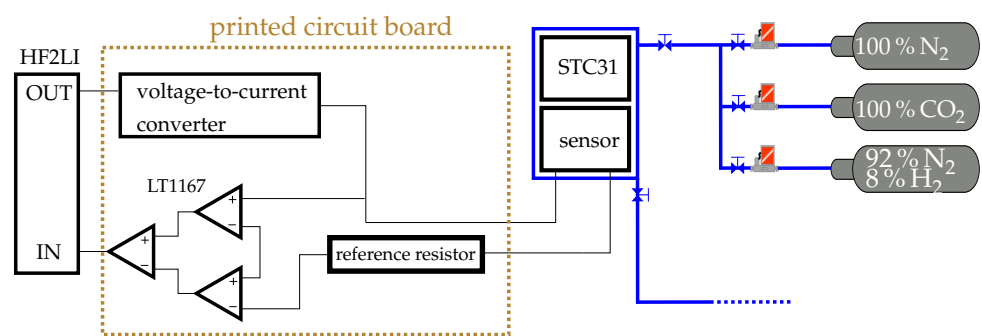 printed circuit board
HF2LI
OUT
voltage-to-current
converter
LT1167
+
−
+
−
+
−
IN
reference resistor
STC31
sensor
100 % N₂
100 % CO₂
92 % N₂
8 % H₂